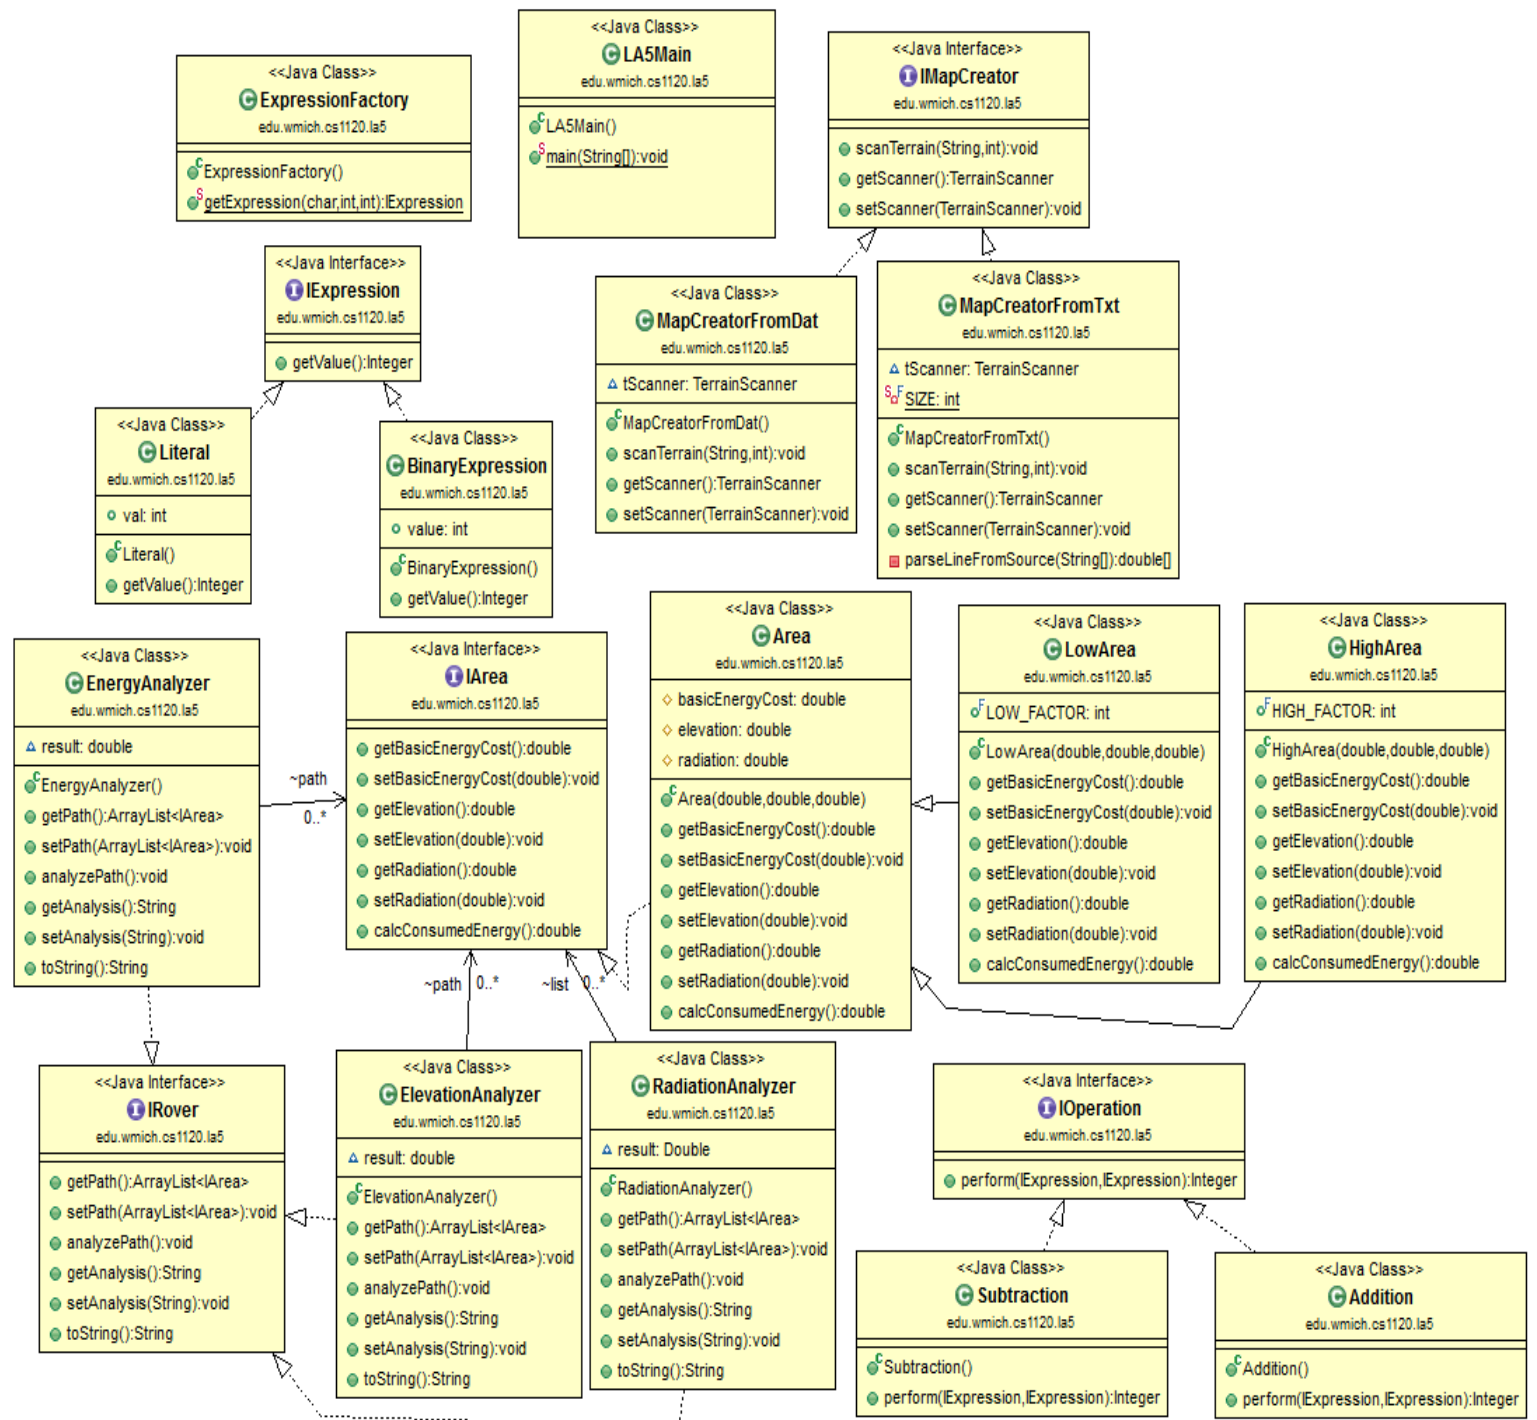 <<Java Class>>
ExpressionFactory
edu.wmich.cs1120.la5
ExpressionFactory()
getExpression(char,int,int):IExpression
<<Java Class>>
LA5Main
edu.wmich.cs1120.la5
LA5Main()
main(String[]):void
<<Java Interface>>
IMapCreator
edu.wmich.cs1120.la5
scanTerrain(String,int):void
getScanner():TerrainScanner
setScanner(TerrainScanner):void
<<Java Interface>>
IExpression
edu.wmich.cs1120.la5
getValue():Integer
<<Java Class>>
MapCreatorFromDat
edu.wmich.cs1120.la5
tScanner: TerrainScanner
MapCreatorFromDat()
scanTerrain(String,int):void
getScanner():TerrainScanner
setScanner(TerrainScanner):void
<<Java Class>>
MapCreatorFromTxt
edu.wmich.cs1120.la5
tScanner: TerrainScanner
SIZE: int
MapCreatorFromTxt()
scanTerrain(String,int):void
getScanner():TerrainScanner
setScanner(TerrainScanner):void
parseLineFromSource(String[]):double[]
<<Java Class>>
Literal
edu.wmich.cs1120.la5
val: int
Literal()
getValue():Integer
<<Java Class>>
BinaryExpression
edu.wmich.cs1120.la5
value: int
BinaryExpression()
getValue():Integer
<<Java Class>>
EnergyAnalyzer
edu.wmich.cs1120.la5
result: double
EnergyAnalyzer()
getPath():ArrayList<IArea>
setPath(ArrayList<IArea>):void
analyzePath():void
getAnalysis():String
setAnalysis(String):void
toString():String
~path
0..*
<<Java Interface>>
IArea
edu.wmich.cs1120.la5
getBasicEnergyCost():double
setBasicEnergyCost(double):void
getElevation():double
setElevation(double):void
getRadiation():double
setRadiation(double):void
calcConsumedEnergy():double
<<Java Class>>
Area
edu.wmich.cs1120.la5
basicEnergyCost: double
elevation: double
radiation: double
Area(double,double,double)
getBasicEnergyCost():double
setBasicEnergyCost(double):void
getElevation():double
setElevation(double):void
getRadiation():double
setRadiation(double):void
calcConsumedEnergy():double
<<Java Class>>
LowArea
edu.wmich.cs1120.la5
LOW_FACTOR: int
LowArea(double,double,double)
getBasicEnergyCost():double
setBasicEnergyCost(double):void
getElevation():double
setElevation(double):void
getRadiation():double
setRadiation(double):void
calcConsumedEnergy():double
<<Java Class>>
HighArea
edu.wmich.cs1120.la5
HIGH_FACTOR: int
HighArea(double,double,double)
getBasicEnergyCost():double
setBasicEnergyCost(double):void
getElevation():double
setElevation(double):void
getRadiation():double
setRadiation(double):void
calcConsumedEnergy():double
~path 0..*
~list 0..*
<<Java Interface>>
IRover
edu.wmich.cs1120.la5
getPath():ArrayList<IArea>
setPath(ArrayList<IArea>):void
analyzePath():void
getAnalysis():String
setAnalysis(String):void
toString():String
<<Java Class>>
ElevationAnalyzer
edu.wmich.cs1120.la5
result: double
ElevationAnalyzer()
getPath():ArrayList<IArea>
setPath(ArrayList<IArea>):void
analyzePath():void
getAnalysis():String
setAnalysis(String):void
toString():String
<<Java Class>>
RadiationAnalyzer
edu.wmich.cs1120.la5
result: Double
RadiationAnalyzer()
getPath():ArrayList<IArea>
setPath(ArrayList<IArea>):void
analyzePath():void
getAnalysis():String
setAnalysis(String):void
toString():String
<<Java Interface>>
IOperation
edu.wmich.cs1120.la5
perform(IExpression,IExpression):Integer
<<Java Class>>
Subtraction
edu.wmich.cs1120.la5
Subtraction()
perform(IExpression,IExpression):Integer
<<Java Class>>
Addition
edu.wmich.cs1120.la5
Addition()
perform(IExpression,IExpression):Integer